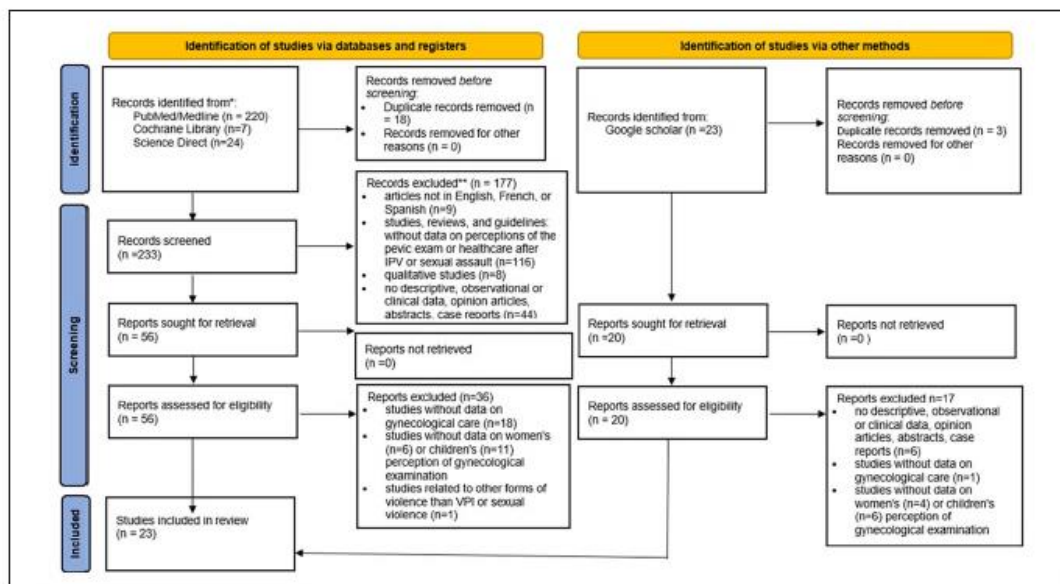 Identification of studies via databases and registers
Identification of studies via other methods
Identification
Records identified from*:
PubMed/Medline (n = 220)
Cochrane Library (n=7)
Science Direct (n=24)
Records removed before
screening:
• Duplicate records removed (n
= 18)
• Records removed for other
reasons (n = 0)
Records identified from:
Google scholar (n =23)
Records removed before
screening:
Duplicate records removed (n = 3)
Records removed for other
reasons (n = 0)
Screening
Records screened
(n =233)
Records excluded** (n = 177)
• articles not in English, French, or
Spanish (n=9)
• studies, reviews, and guidelines:
without data on perceptions of the
pevic exam or healthcare after
IPV or sexual assault (n=116)
• qualitative studies (n=8)
• no descriptive, observational or
clinical data, opinion articles,
abstracts, case reports (n=44)
Reports sought for retrieval
(n = 56)
Reports not retrieved
(n =0)
Reports sought for retrieval
(n =20)
Reports not retrieved
(n =0 )
Reports assessed for eligibility
(n = 56)
Reports excluded (n=36)
• studies without data on
gynecological care (n=18)
• studies without data on women's
(n=6) or children's (n=11)
perception of gynecological
examination
• studies related to other forms of
violence than VPI or sexual
violence (n=1)
Reports assessed for eligibility
(n = 20)
Reports excluded n=17
• no descriptive, observational
or clinical data, opinion
articles, abstracts, case
reports (n=6)
• studies without data on
gynecological care (n=1)
• studies without data on
women's (n=4) or children's
(n=6) perception of
gynecological examination
Included
Studies included in review
(n = 23)